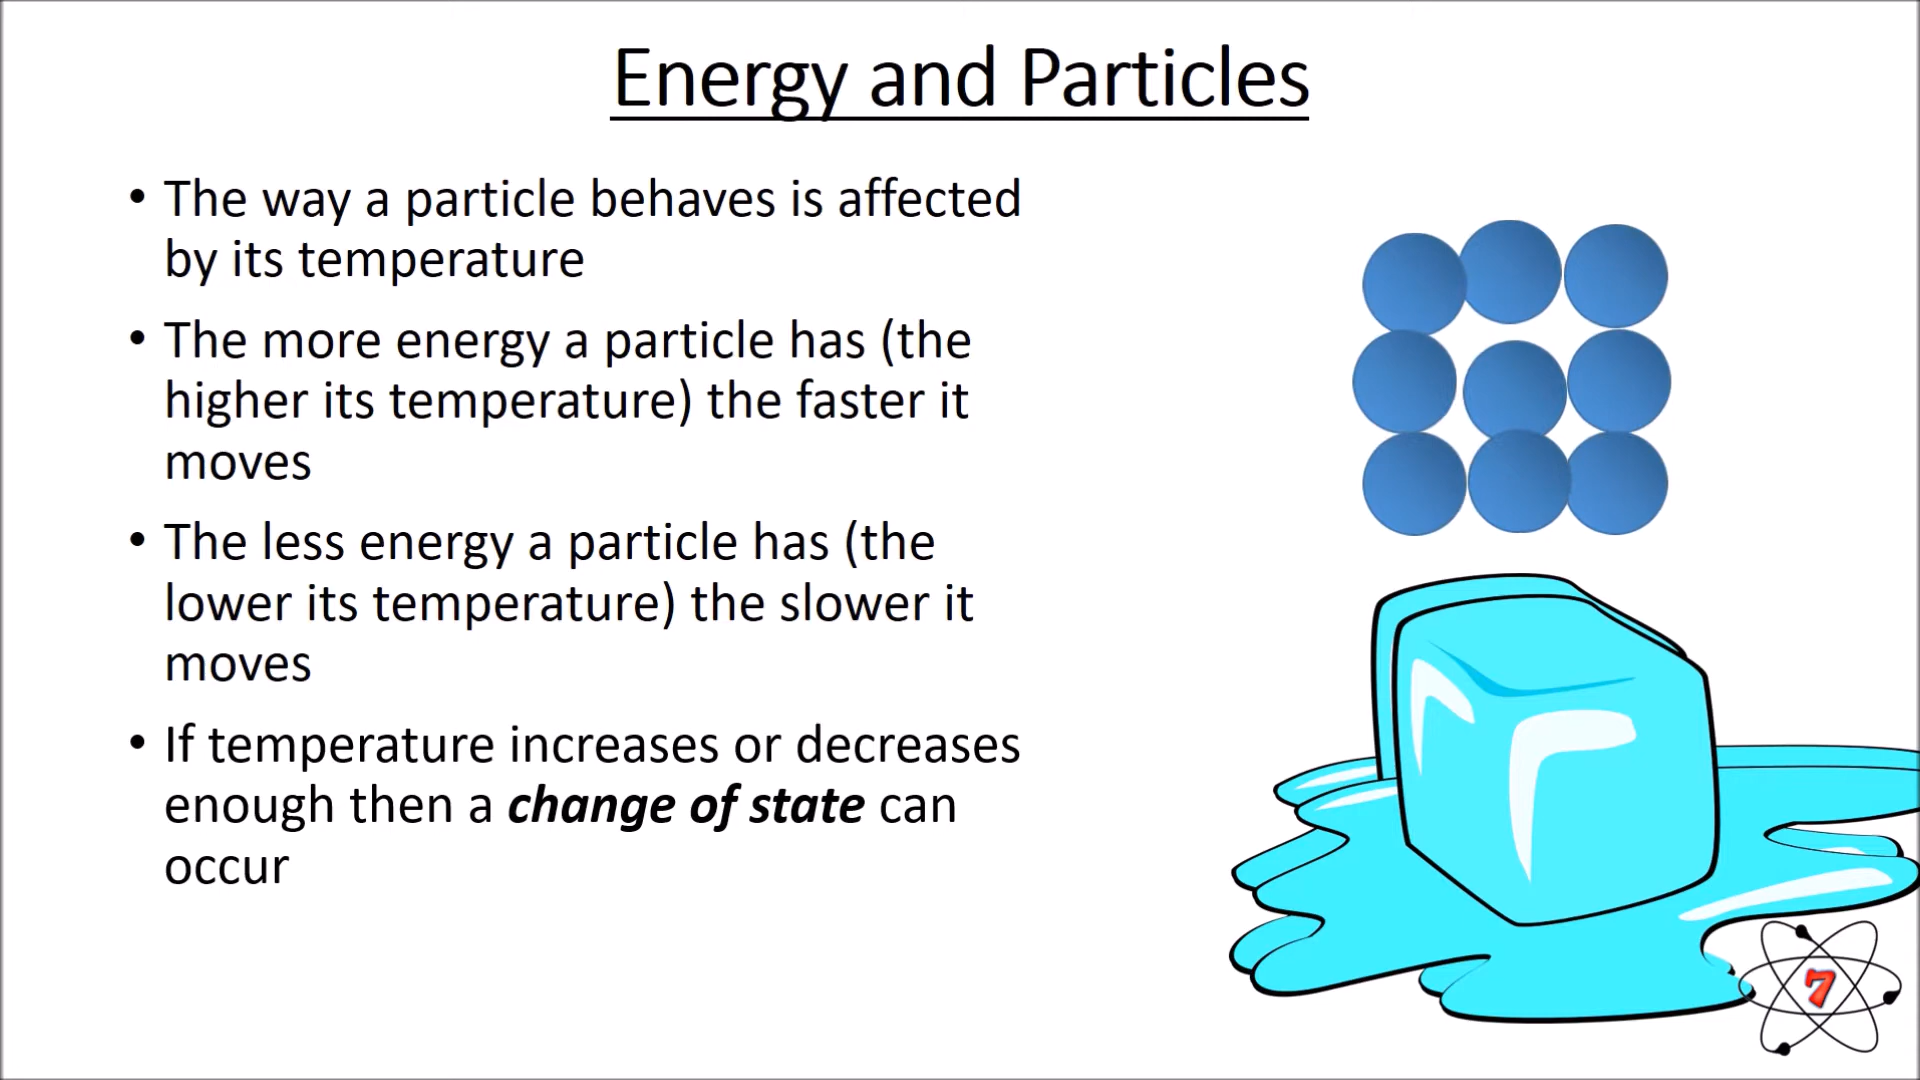 Energy and Particles
• The way a particle behaves is affected
by its temperature
• The more energy a particle has (the
higher its temperature) the faster it
moves
• The less energy a particle has (the
lower its temperature) the slower it
moves
• If temperature increases or decreases
enough then a change of state can
occur
7